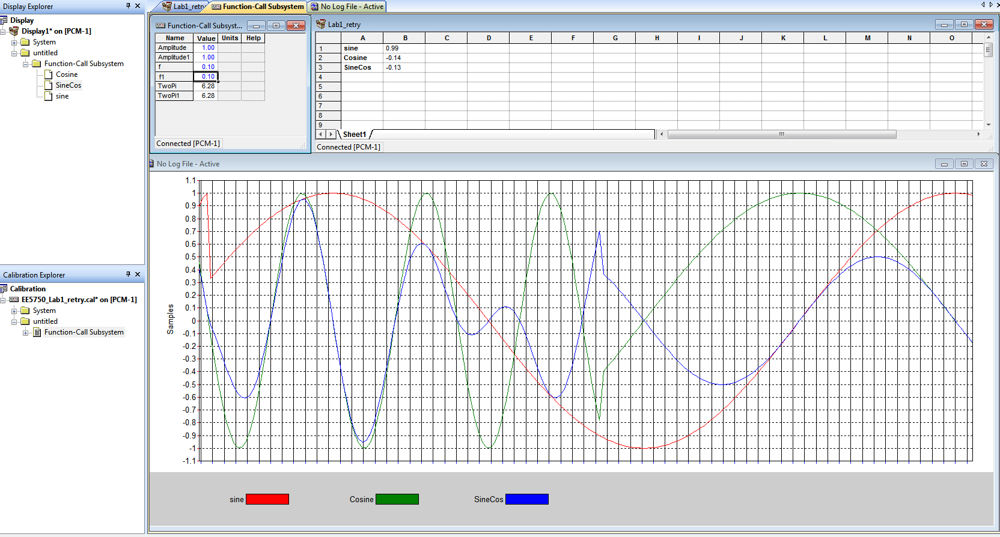 Display Explorer
Display
Display1* on [PCM-1]
System
untitled
Function-Call Subsystem
Cosine
SineCos
sine
Calibration Explorer
Calibration
EE5750_Lab1_retry.cal* on [PCM-1]
System
untitled
Function-Call Subsystem
Lab1_retry Function-Call Subsystem No Log File - Active
Function-Call Subsyst...
Name Value Units Help
Amplitude 1.00
Amplitude1 1.00
f 0.10
f1 0.10
TwoPi 6.28
TwoPi1 6.28
Connected [PCM-1]
Lab1_retry
A B C D E F G H I J K L M N O
1 sine 0.99
2 Cosine -0.14
3 SineCos -0.13
4
5
6
7
8
9
Sheet1
Connected [PCM-1]
No Log File - Active
1.1
1
0.9
0.8
0.7
0.6
0.5
0.4
0.3
0.2
0.1
0
-0.1
-0.2
-0.3
-0.4
-0.5
-0.6
-0.7
-0.8
-0.9
-1
-1.1
Samples
sine Cosine SineCos